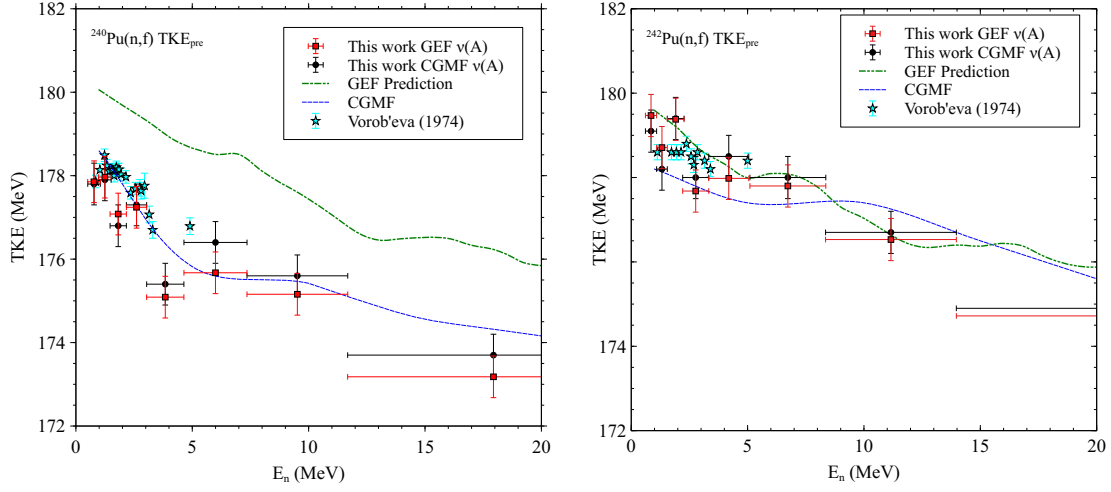 ²⁴⁰Pu(n,f) TKEpre
This work GEF ν(A)
This work CGMF ν(A)
GEF Prediction
CGMF
Vorob'eva (1974)
182
180
178
176
174
172
TKE (MeV)
0 5 10 15 20
Eₙ (MeV)
²⁴²Pu(n,f) TKEpre
This work GEF ν(A)
This work CGMF ν(A)
GEF Prediction
CGMF
Vorob'eva (1974)
182
180
178
176
174
172
TKE (MeV)
0 5 10 15 20
Eₙ (MeV)